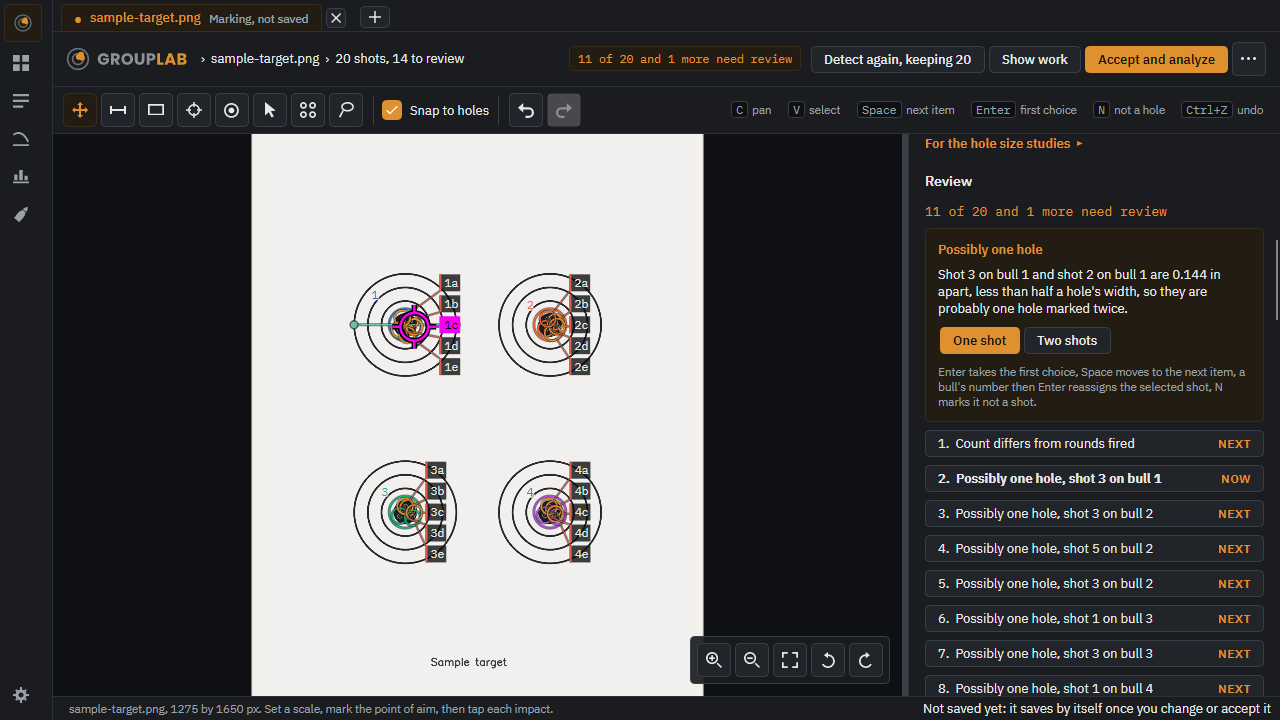 sample-target.png Marking, not saved
GROUPLAB › sample-target.png › 20 shots, 14 to review
11 of 20 and 1 more need review
Detect again, keeping 20
Show work
Accept and analyze
Snap to holes
C pan V select Space next item Enter first choice N not a hole Ctrl+Z undo
For the hole size studies ▸
Review
11 of 20 and 1 more need review
Possibly one hole
Shot 3 on bull 1 and shot 2 on bull 1 are 0.144 in
apart, less than half a hole's width, so they are
probably one hole marked twice.
One shot
Two shots
Enter takes the first choice, Space moves to the next item, a
bull's number then Enter reassigns the selected shot, N
marks it not a shot.
1. Count differs from rounds fired NEXT
2. Possibly one hole, shot 3 on bull 1 NOW
3. Possibly one hole, shot 3 on bull 2 NEXT
4. Possibly one hole, shot 5 on bull 2 NEXT
5. Possibly one hole, shot 3 on bull 2 NEXT
6. Possibly one hole, shot 1 on bull 3 NEXT
7. Possibly one hole, shot 3 on bull 3 NEXT
8. Possibly one hole, shot 1 on bull 4 NEXT
1
1a
1b
1c
1d
1e
2
2a
2b
2c
2d
2e
3
3a
3b
3c
3d
3e
4
4a
4b
4c
4d
4e
Sample target
sample-target.png, 1275 by 1650 px. Set a scale, mark the point of aim, then tap each impact.
Not saved yet: it saves by itself once you change or accept it